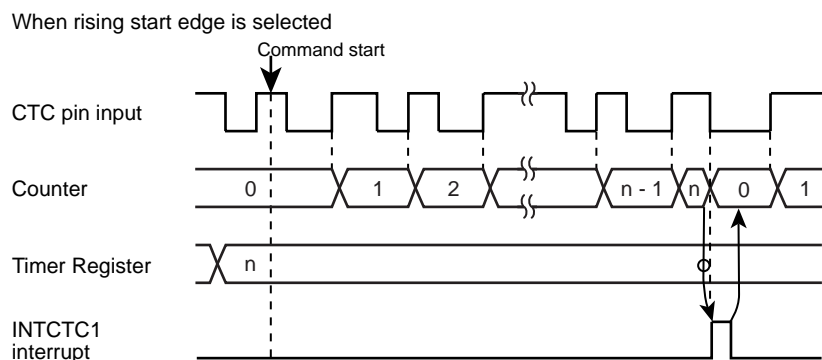 When rising start edge is selected
Command start
CTC pin input
Counter
0
1
2
n - 1
n
0
1
Timer Register
n
INTCTC1
interrupt